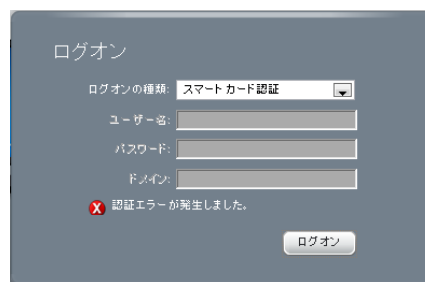 ログオン
ログオンの種類: スマート カード認証
ユーザー名:
パスワード:
ドメイン:
認証エラーが発生しました。
ログオン